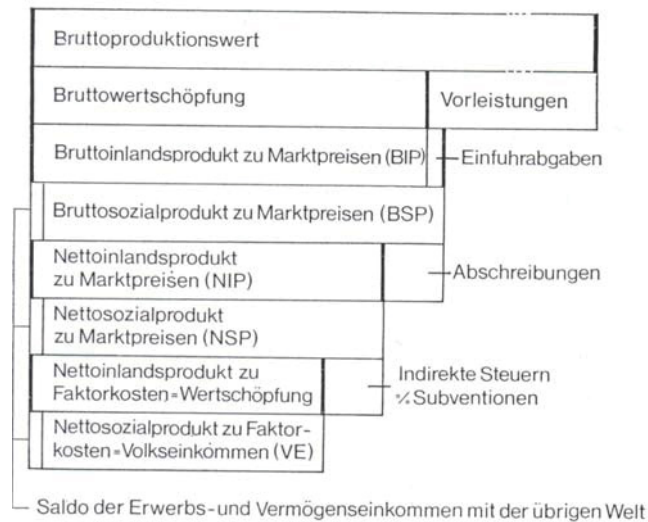 Bruttoproduktionswert
Bruttowertschöpfung
Vorleistungen
Bruttoinlandsprodukt zu Marktpreisen (BIP)
Einfuhrabgaben
Bruttosozialprodukt zu Marktpreisen (BSP)
Nettoinlandsprodukt
zu Marktpreisen (NIP)
Abschreibungen
Nettosozialprodukt
zu Marktpreisen (NSP)
Nettoinlandsprodukt zu
Faktorkosten=Wertschöpfung
Indirekte Steuern
٪ Subventionen
Nettosozialprodukt zu Faktor-
kosten=Volkseinkommen (VE)
Saldo der Erwerbs- und Vermögenseinkommen mit der übrigen Welt